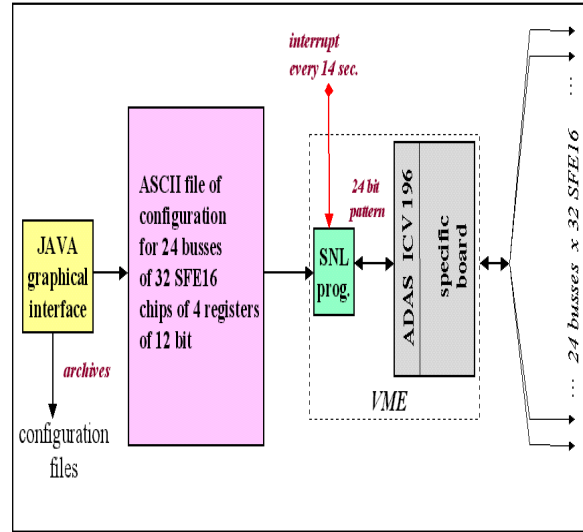 interrupt
every 14 sec.
ASCII file of
configuration
for 24 busses
of 32 SFE16
chips of 4 registers
of 12 bit
JAVA
graphical
interface
archives
configuration
files
24 bit
pattern
SNL
prog.
ADAS ICV196
specific
board
VME
... 24 busses x 32 SFE16 ...